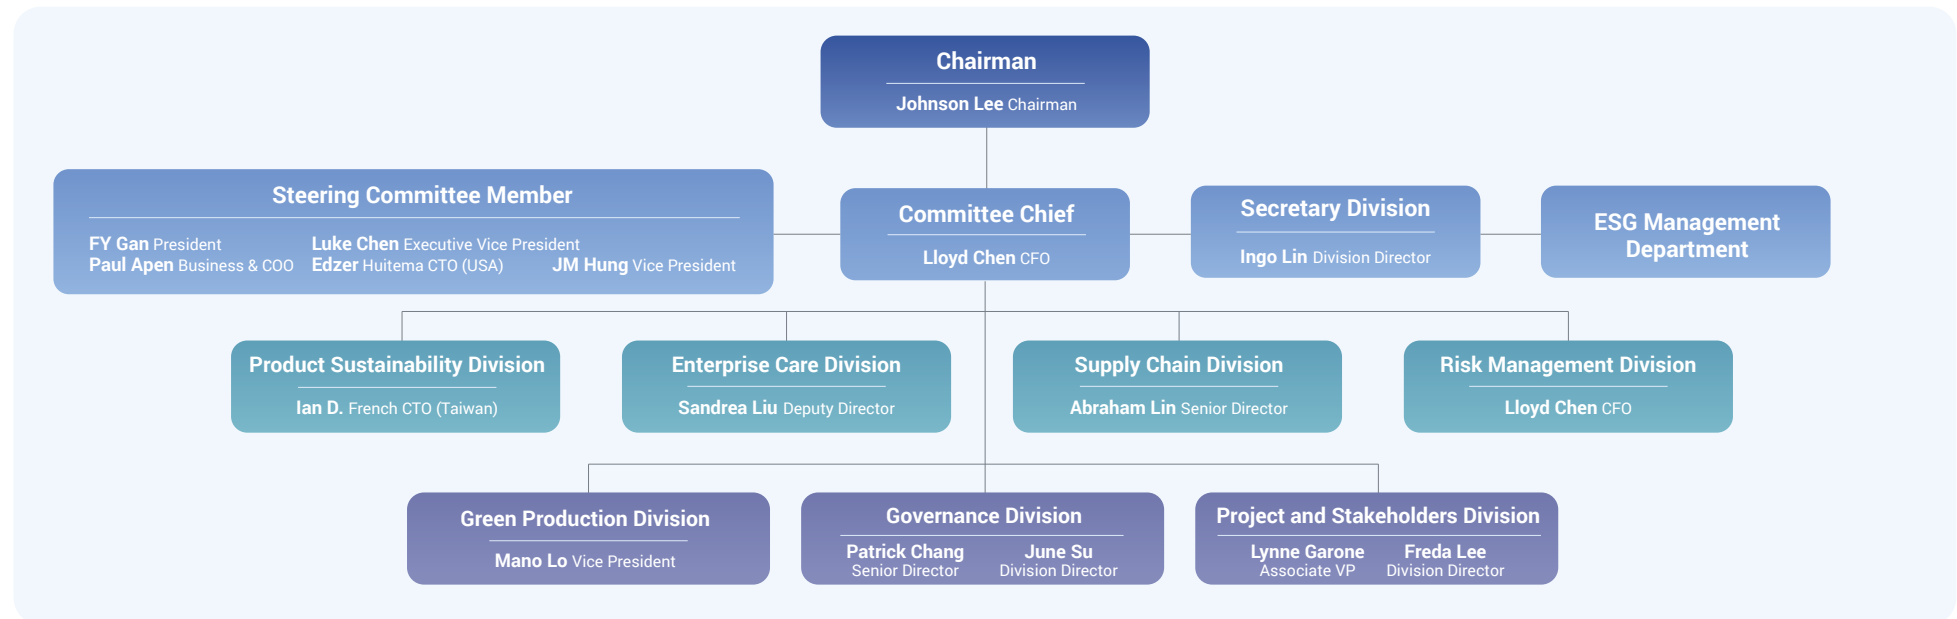 Chairman
Johnson Lee Chairman
Steering Committee Member
FY Gan President Luke Chen Executive Vice President
Paul Apen Business & COO Edzer Huitema CTO (USA) JM Hung Vice President
Committee Chief
Lloyd Chen CFO
Secretary Division
Ingo Lin Division Director
ESG Management
Department
Product Sustainability Division
Ian D. French CTO (Taiwan)
Enterprise Care Division
Sandrea Liu Deputy Director
Supply Chain Division
Abraham Lin Senior Director
Risk Management Division
Lloyd Chen CFO
Green Production Division
Mano Lo Vice President
Governance Division
Patrick Chang June Su
Senior Director Division Director
Project and Stakeholders Division
Lynne Garone Freda Lee
Associate VP Division Director